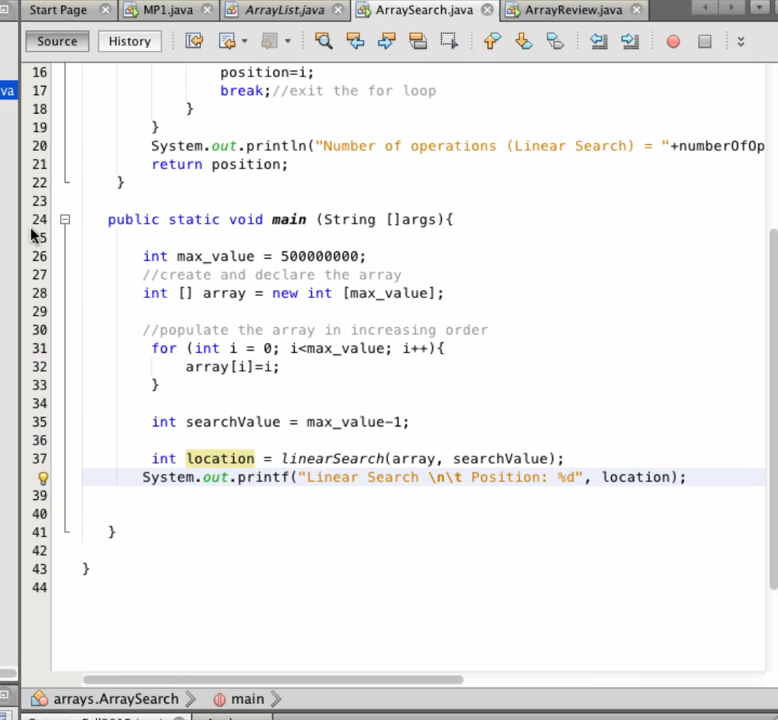 Start Page MP1.java ArrayList.java ArraySearch.java ArrayReview.java
Source History
va
16 position=i;
17 break;//exit the for loop
18 }
19 }
20 System.out.println("Number of operations (Linear Search) = "+numberOfOp
21 return position;
22 }
23
24 public static void main (String []args){
25
26 int max_value = 500000000;
27 //create and declare the array
28 int [] array = new int [max_value];
29
30 //populate the array in increasing order
31 for (int i = 0; i<max_value; i++){
32 array[i]=i;
33 }
34
35 int searchValue = max_value-1;
36
37 int location = linearSearch(array, searchValue);
System.out.printf("Linear Search \n\t Position: %d", location);
39
40
41 }
42
43 }
44
arrays.ArraySearch main